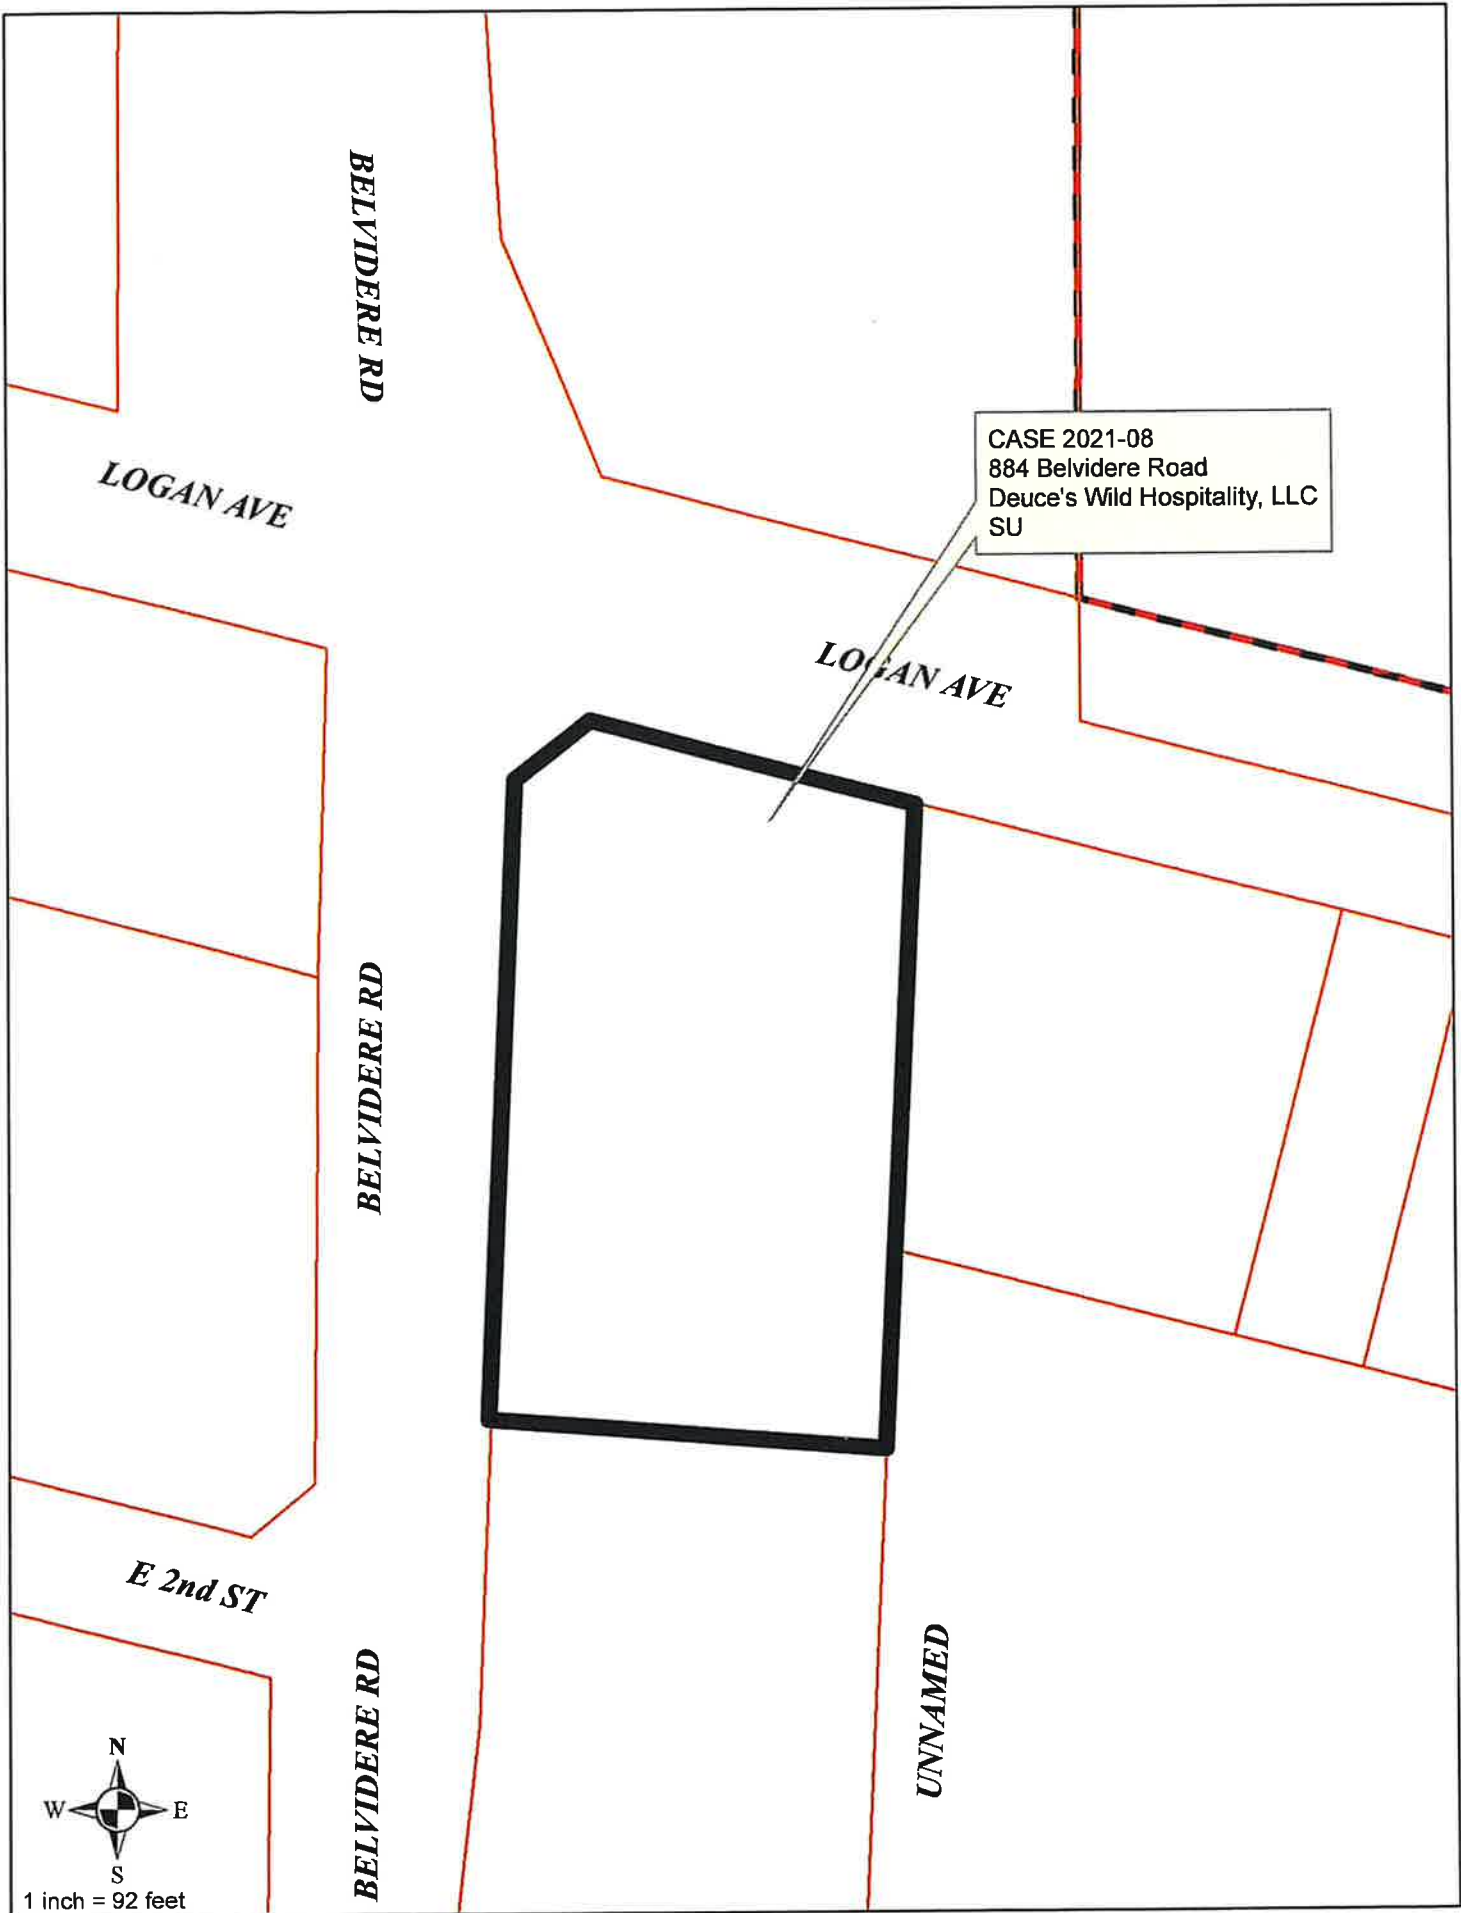 BELVIDERE RD
CASE 2021-08
884 Belvidere Road
Deuce's Wild Hospitality, LLC
SU
LOGAN AVE
LOGAN AVE
BELVIDERE RD
E 2nd ST
BELVIDERE RD
UNNAMED
N
W E
S
1 inch = 92 feet